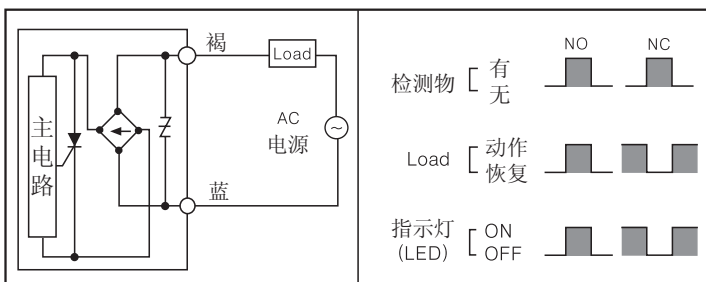 主电路
褐
Load
AC
电源
~
蓝
NO NC
检测物 有
无
Load 动作
恢复
指示灯 ON
(LED) OFF